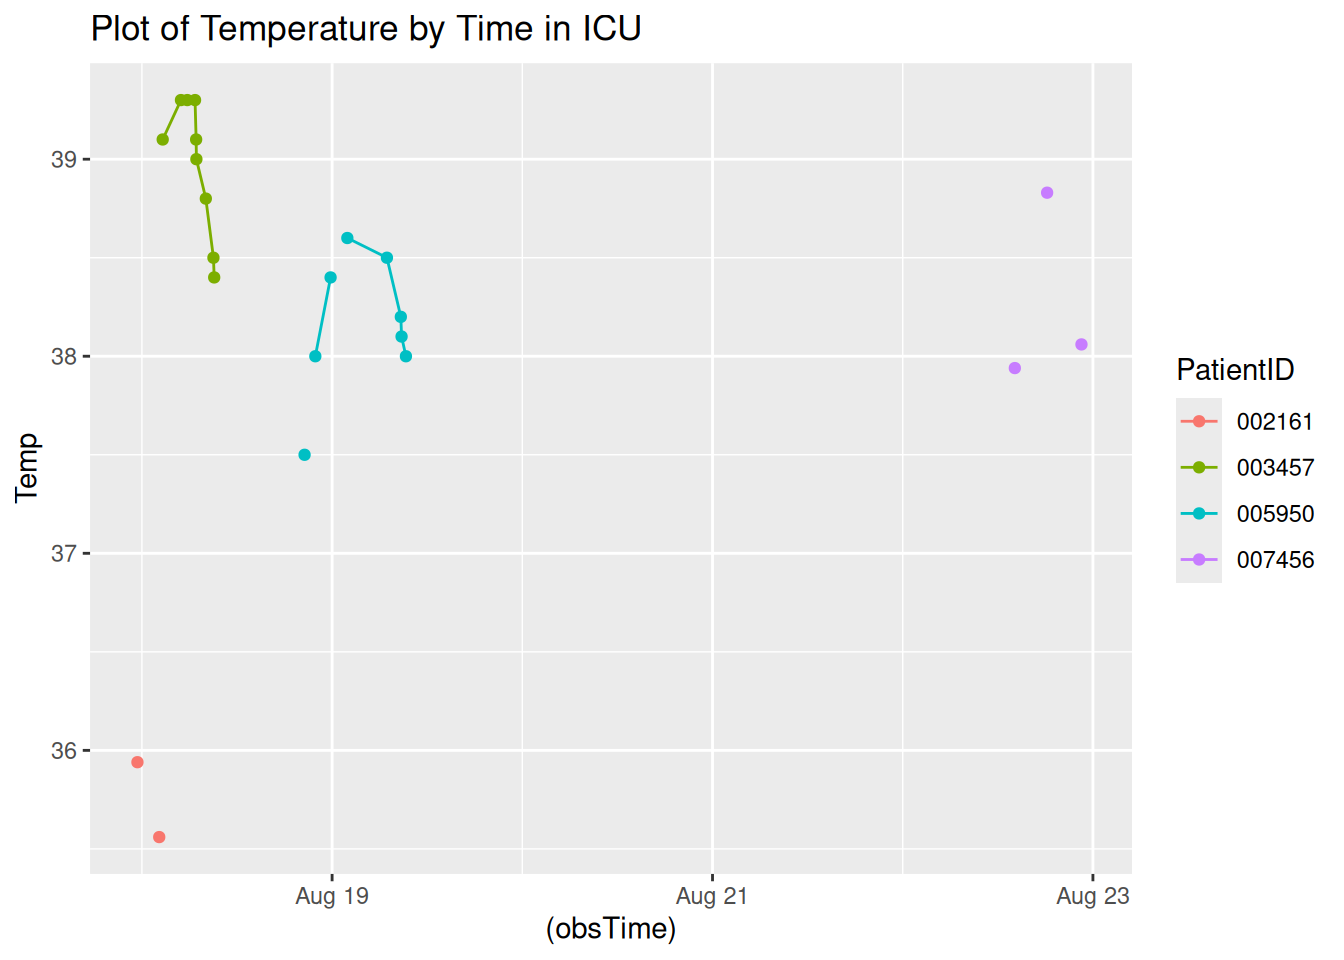 Plot of Temperature by Time in ICU
39
38
37
36
Temp
Aug 19
Aug 21
Aug 23
(obsTime)
PatientID
002161
003457
005950
007456